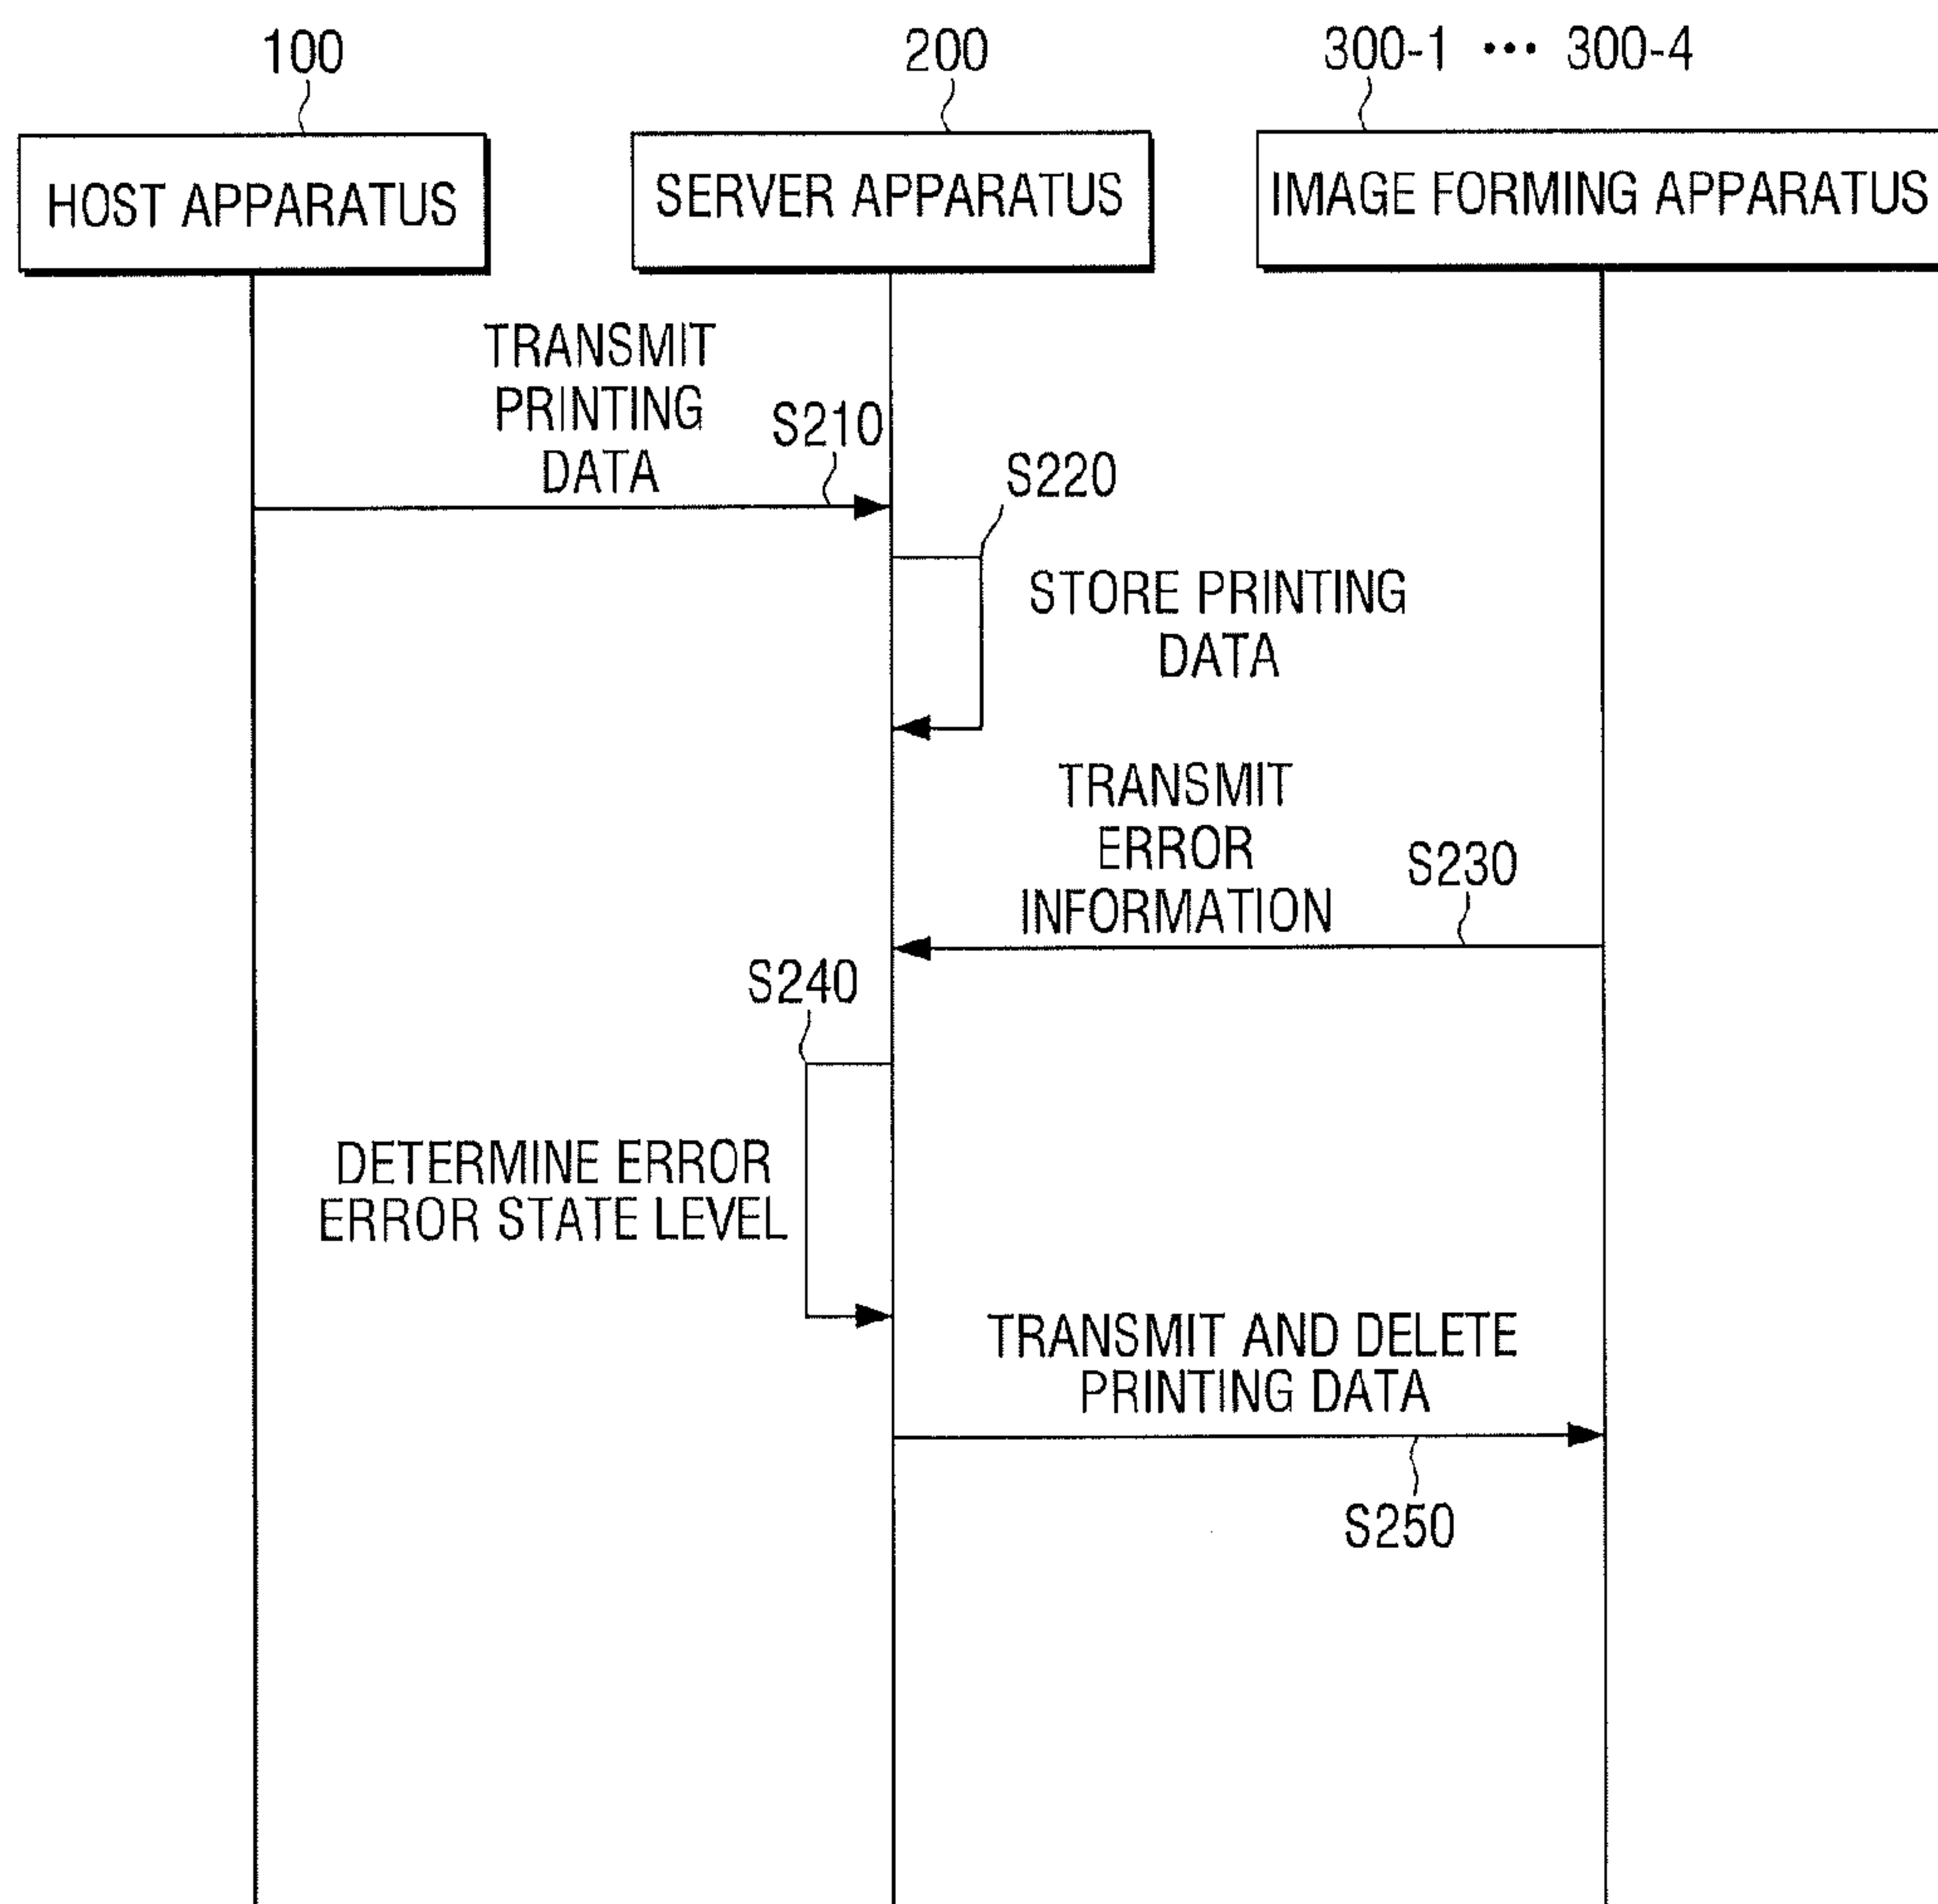 100
200
300-1 ••• 300-4
HOST APPARATUS
SERVER APPARATUS
IMAGE FORMING APPARATUS
TRANSMIT
PRINTING
DATA
S210
S220
STORE PRINTING
DATA
TRANSMIT
ERROR
INFORMATION
S230
S240
DETERMINE ERROR
ERROR STATE LEVEL
TRANSMIT AND DELETE
PRINTING DATA
S250